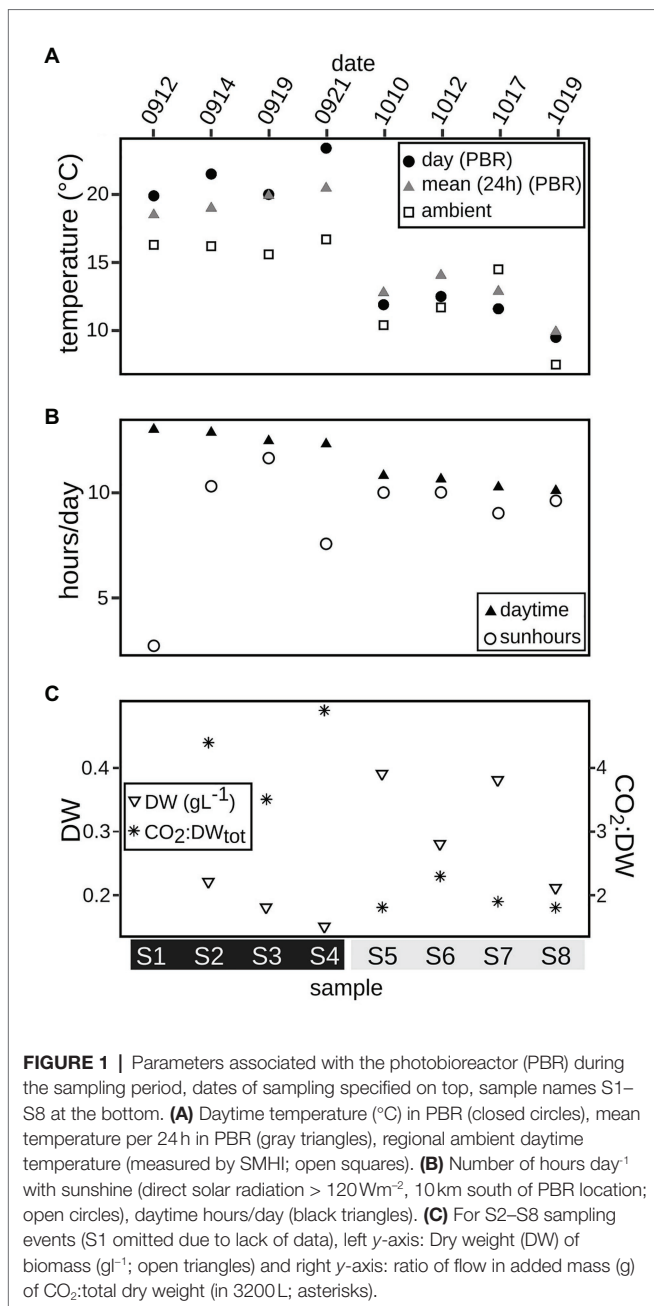 A
date
0912 0914 0919 0921 1010 1012 1017 1019
temperature (°C)
20
15
10
day (PBR)
mean (24h) (PBR)
ambient
B
hours/day
10
5
daytime
sunhours
C
DW
0.4
0.3
0.2
DW (gL-1)
CO2:DWtot
4
3
2
CO2:DW
S1 S2 S3 S4 S5 S6 S7 S8
sample
FIGURE 1 | Parameters associated with the photobioreactor (PBR) during
the sampling period, dates of sampling specified on top, sample names S1–
S8 at the bottom. (A) Daytime temperature (°C) in PBR (closed circles), mean
temperature per 24 h in PBR (gray triangles), regional ambient daytime
temperature (measured by SMHI; open squares). (B) Number of hours day-1
with sunshine (direct solar radiation > 120 Wm−2, 10 km south of PBR location;
open circles), daytime hours/day (black triangles). (C) For S2–S8 sampling
events (S1 omitted due to lack of data), left y-axis: Dry weight (DW) of
biomass (gl−1; open triangles) and right y-axis: ratio of flow in added mass (g)
of CO2:total dry weight (in 3200 L; asterisks).